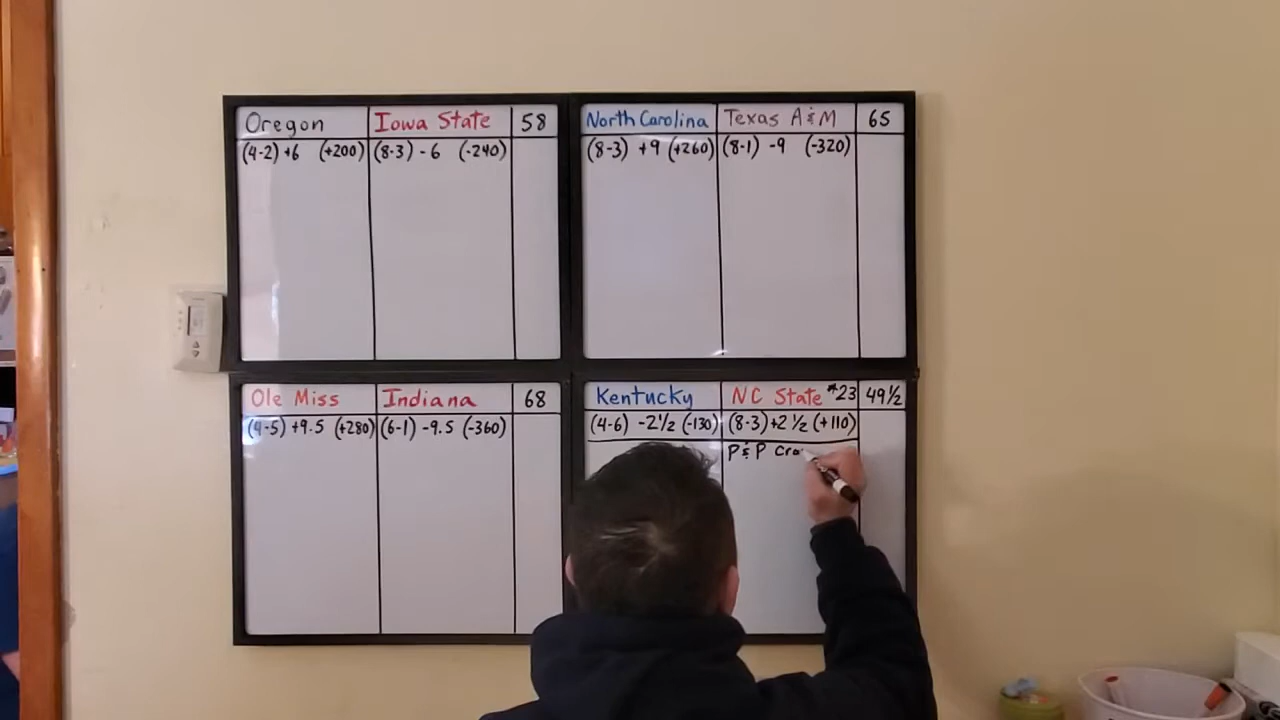 Oregon Iowa State 58
(4-2) +6 (+200) (8-3) -6 (-240)
North Carolina Texas A&M 65
(8-3) +9 (+260) (8-1) -9 (-320)
Ole Miss Indiana 68
(4-5) +9.5 (+280) (6-1) -9.5 (-360)
Kentucky NC State #23 49½
(4-6) -2½ (-130) (8-3) +2½ (+110)
P&P Cro